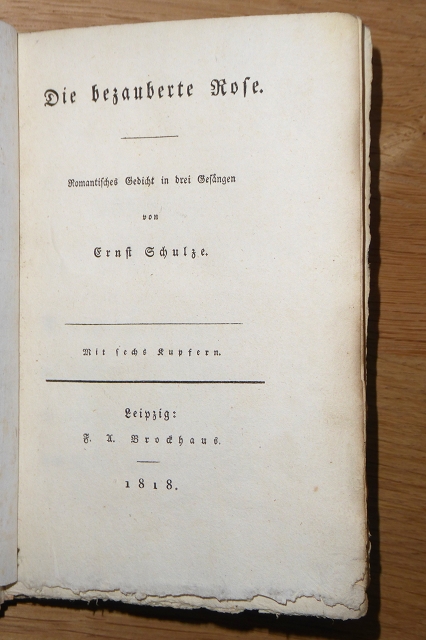 Die bezauberte Rose.
Romantisches Gedicht in drei Gesängen
von
Ernst Schulze.
Mit sechs Kupfern.
Leipzig:
F. A. Brockhaus.
1818.